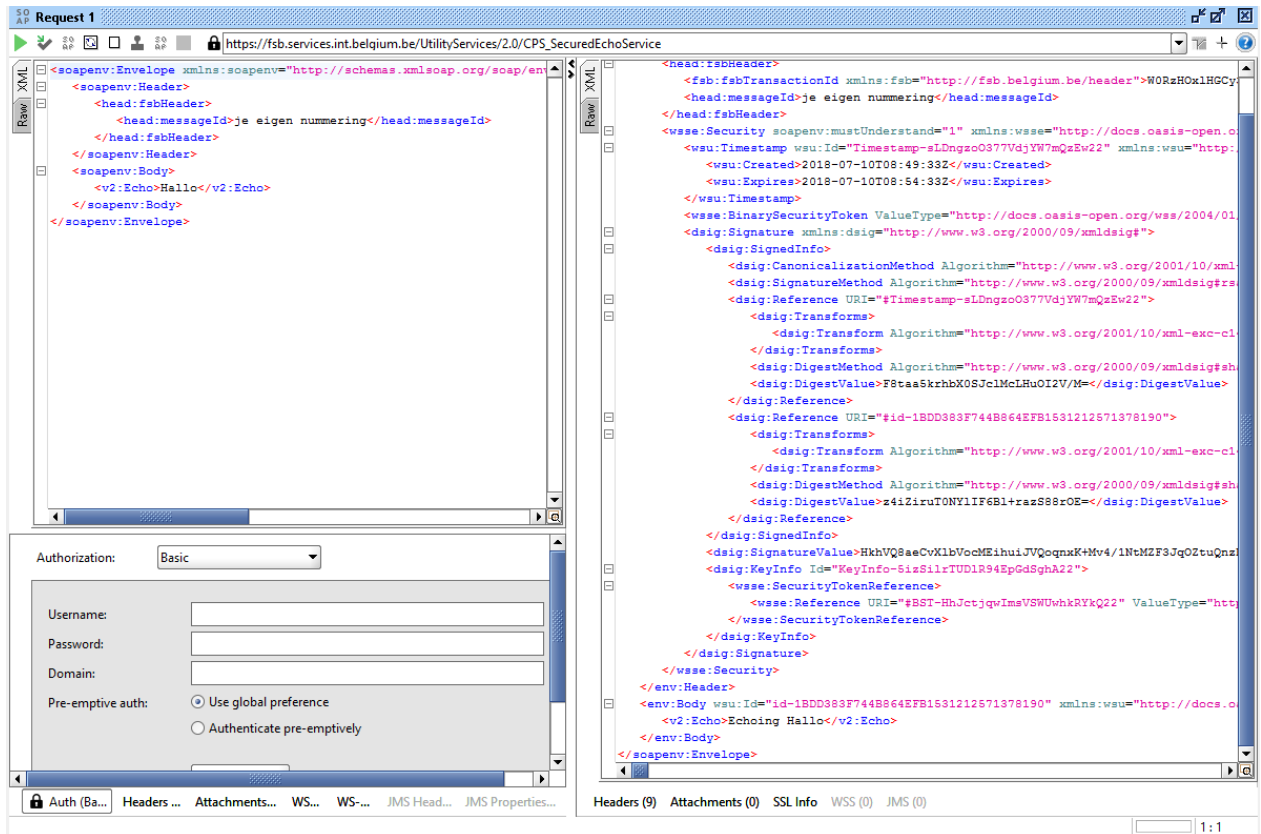 SO AP Request 1
https://fsb.services.int.belgium.be/UtilityServices/2.0/CPS_SecuredEchoService
XML
Raw
<soapenv:Envelope xmlns:soapenv="http://schemas.xmlsoap.org/soap/env
<soapenv:Header>
<head:fsbHeader>
<head:messageId>je eigen nummering</head:messageId>
</head:fsbHeader>
</soapenv:Header>
<soapenv:Body>
<v2:Echo>Hallo</v2:Echo>
</soapenv:Body>
</soapenv:Envelope>
Authorization: Basic
Username:
Password:
Domain:
Pre-emptive auth: Use global preference
Authenticate pre-emptively
Auth (Ba... Headers ... Attachments... WS... WS-... JMS Head... JMS Properties...
XML
Raw
<head:fsbHeader>
<fsb:fsbTransactionId xmlns:fsb="http://fsb.belgium.be/header">W0RzHOxlHGCy
<head:messageId>je eigen nummering</head:messageId>
</head:fsbHeader>
<wsse:Security soapenv:mustUnderstand="1" xmlns:wsse="http://docs.oasis-open.o
<wsu:Timestamp wsu:Id="Timestamp-sLDngzoO377VdjYW7mQzEw22" xmlns:wsu="http:
<wsu:Created>2018-07-10T08:49:33Z</wsu:Created>
<wsu:Expires>2018-07-10T08:54:33Z</wsu:Expires>
</wsu:Timestamp>
<wsse:BinarySecurityToken ValueType="http://docs.oasis-open.org/wss/2004/01/
<dsig:Signature xmlns:dsig="http://www.w3.org/2000/09/xmldsig#">
<dsig:SignedInfo>
<dsig:CanonicalizationMethod Algorithm="http://www.w3.org/2001/10/xml-
<dsig:SignatureMethod Algorithm="http://www.w3.org/2000/09/xmldsig#rs
<dsig:Reference URI="#Timestamp-sLDngzoO377VdjYW7mQzEw22">
<dsig:Transforms>
<dsig:Transform Algorithm="http://www.w3.org/2001/10/xml-exc-c1
</dsig:Transforms>
<dsig:DigestMethod Algorithm="http://www.w3.org/2000/09/xmldsig#sh
<dsig:DigestValue>F8taa5krhbX0SJclMcLHuOI2V/M=</dsig:DigestValue>
</dsig:Reference>
<dsig:Reference URI="#id-1BDD383F744B864EFB1531212571378190">
<dsig:Transforms>
<dsig:Transform Algorithm="http://www.w3.org/2001/10/xml-exc-c1
</dsig:Transforms>
<dsig:DigestMethod Algorithm="http://www.w3.org/2000/09/xmldsig#sh
<dsig:DigestValue>z4iZiruT0NYlIF6Bl+razS88rOE=</dsig:DigestValue>
</dsig:Reference>
</dsig:SignedInfo>
<dsig:SignatureValue>HkhVQ8aeCvXlbVocMEihuiJVQoqnxK+Mv4/1NtMZF3JqOZtuQnz
<dsig:KeyInfo Id="KeyInfo-5izSilrTUDlR94EpGdSghA22">
<wsse:SecurityTokenReference>
<wsse:Reference URI="#BST-HhJctjqwImsVSWUwhkRYkQ22" ValueType="http
</wsse:SecurityTokenReference>
</dsig:KeyInfo>
</dsig:Signature>
</wsse:Security>
</env:Header>
<env:Body wsu:Id="id-1BDD383F744B864EFB1531212571378190" xmlns:wsu="http://docs.o
<v2:Echo>Echoing Hallo</v2:Echo>
</env:Body>
</soapenv:Envelope>
Headers (9) Attachments (0) SSL Info WSS (0) JMS (0)
1 : 1